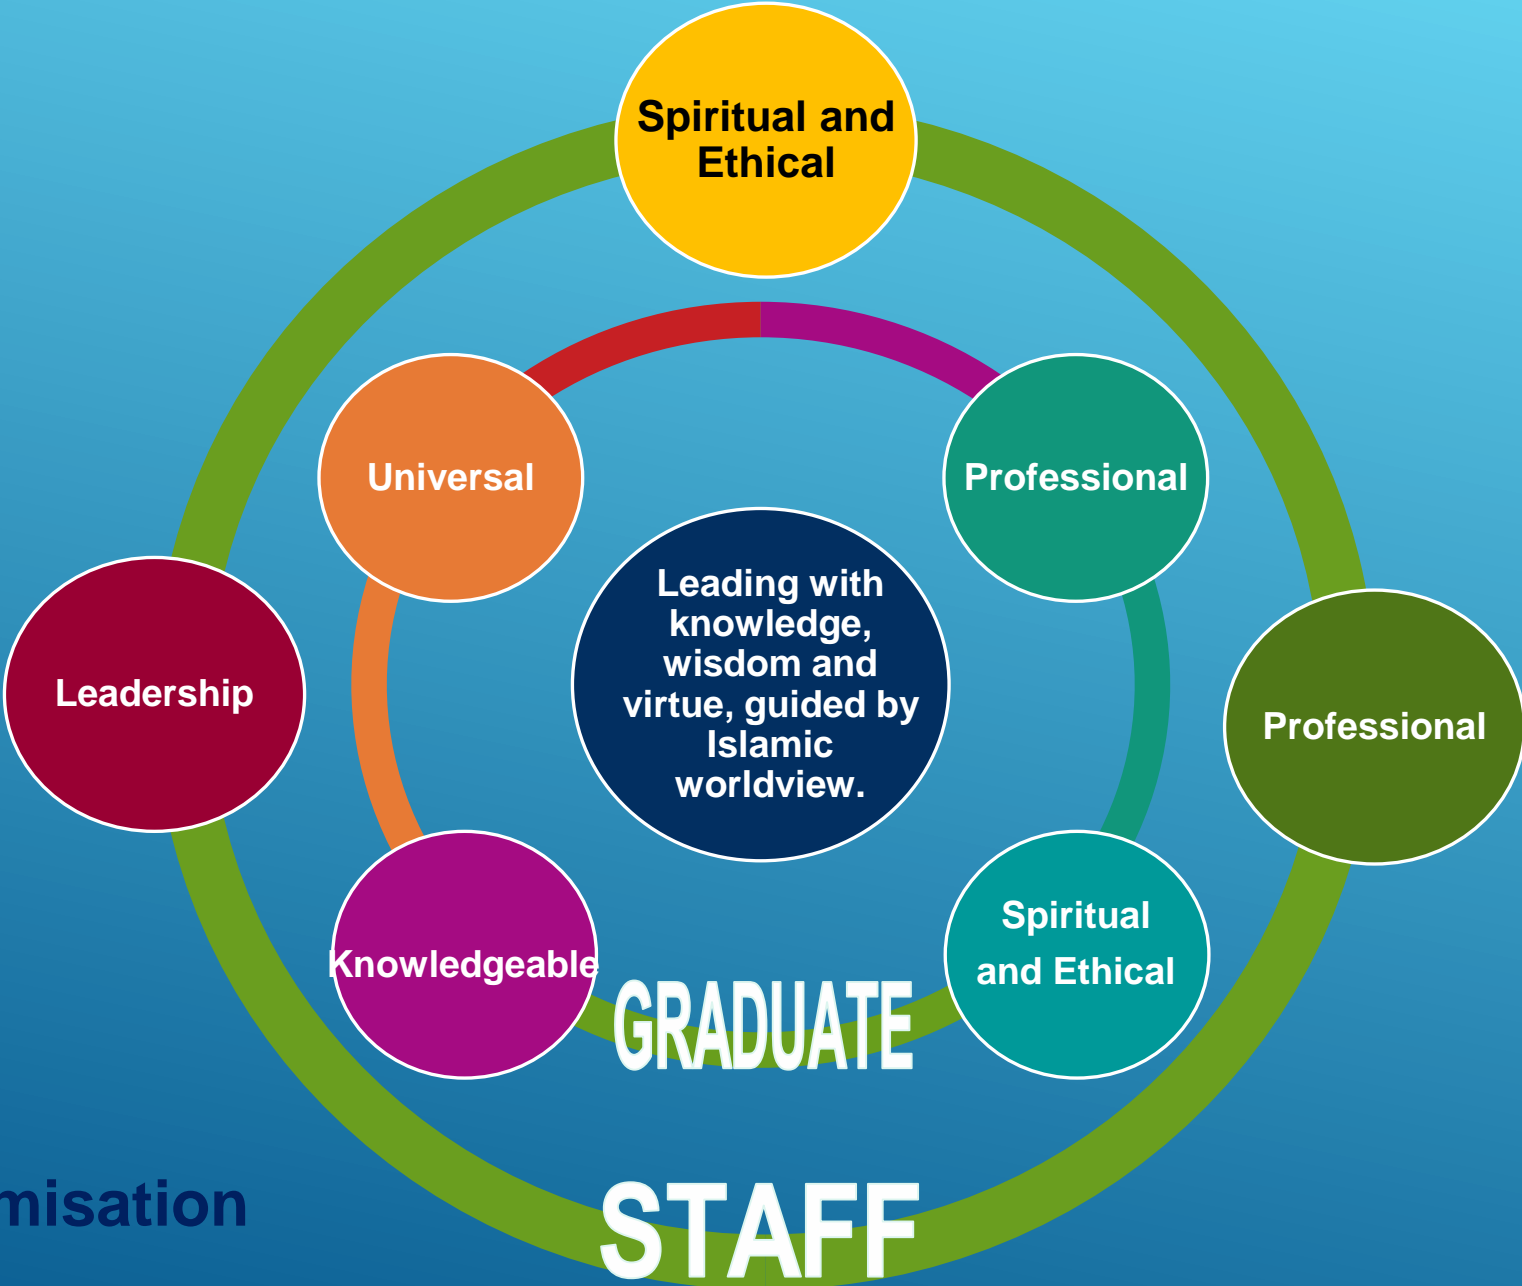 Spiritual and
Ethical
Universal
Professional
Leading with
knowledge,
wisdom and
virtue, guided by
Islamic
worldview.
Leadership
Professional
Knowledgeable
Spiritual
and Ethical
GRADUATE
misation
STAFF